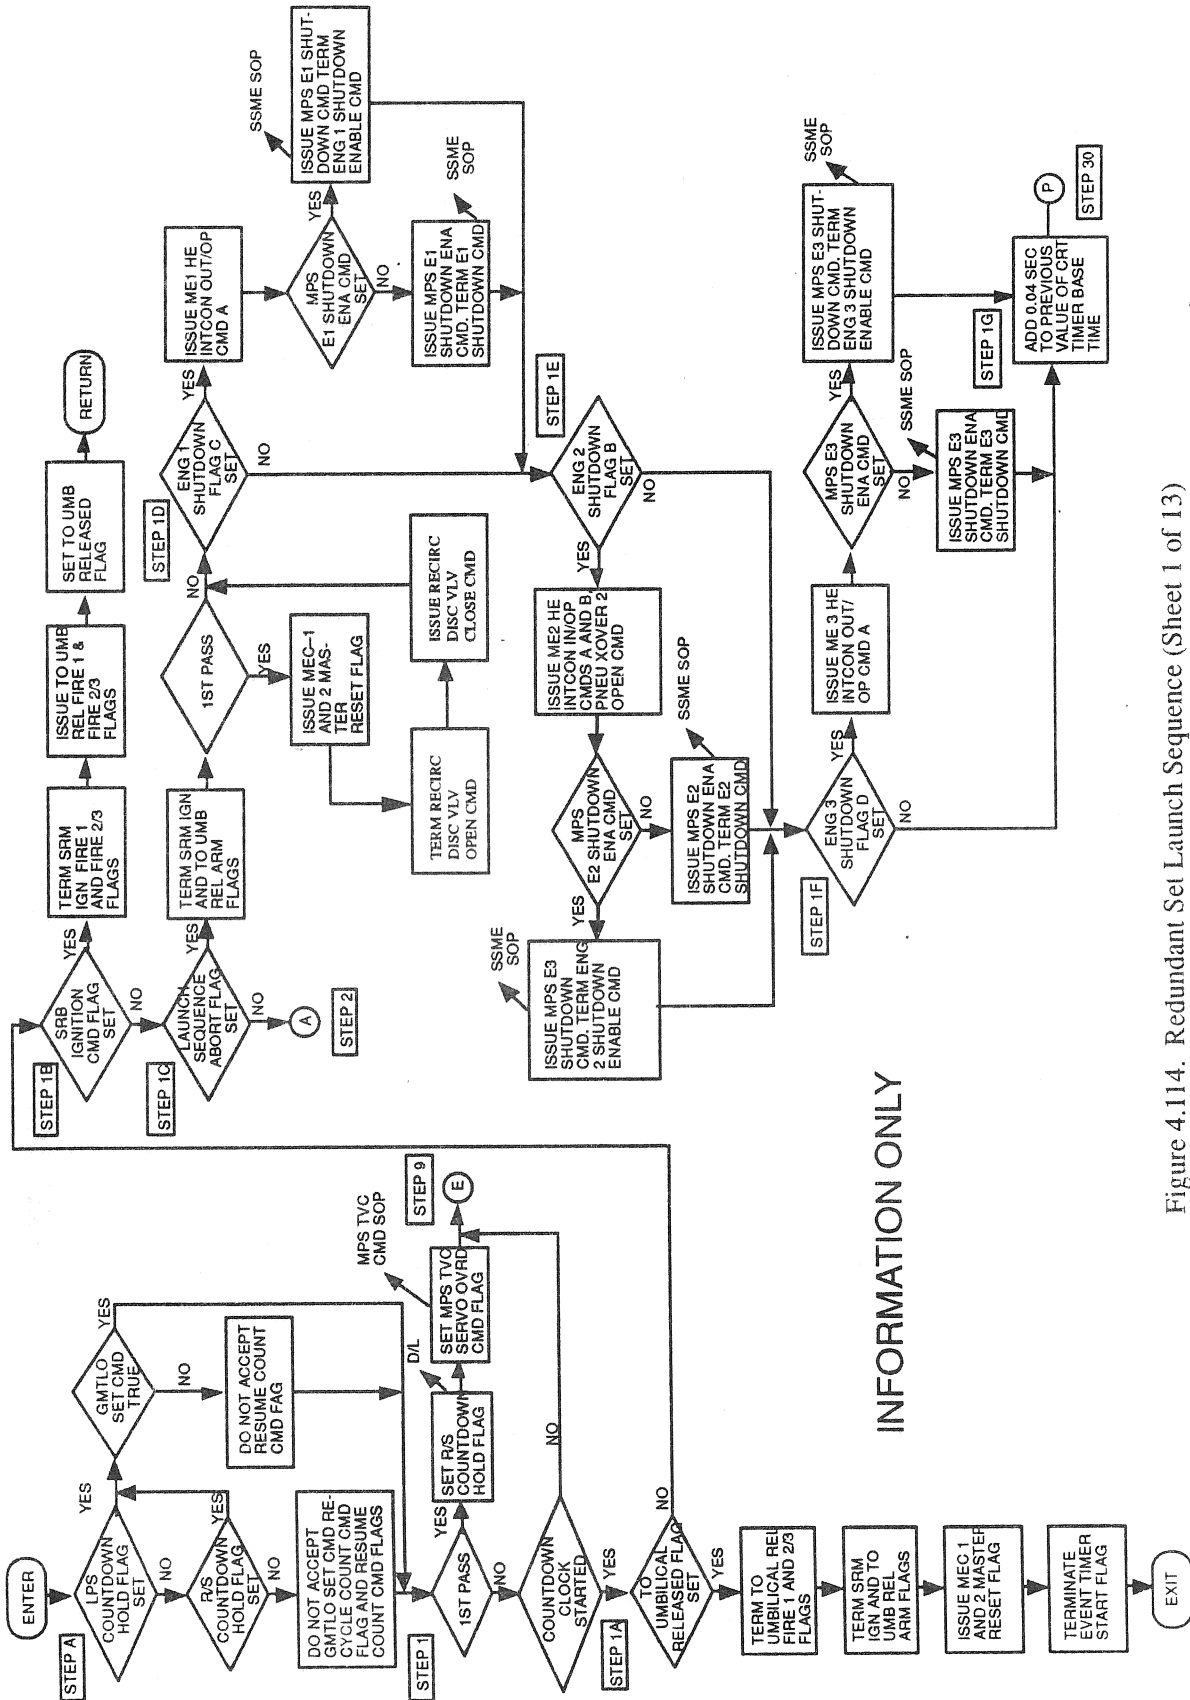 ENTER
STEP A
LPS
COUNTDOWN
HOLD FLAG
SET
YES
NO
GMTLO
SET CMD
TRUE
YES
NO
DO NOT ACCEPT
RESUME COUNT
CMD FAG
R/S
COUNTDOWN
HOLD FLAG
SET
YES
NO
DO NOT ACCEPT
GMTLO SET CMD RE-
CYCLE COUNT CMD
FLAG AND RESUME
COUNT CMD FLAGS
STEP 1
1ST PASS
YES
NO
SET R/S
COUNTDOWN
HOLD FLAG
D/L
SET MPS TVC
SERVO OVRD
CMD FLAG
MPS TVC
CMD SOP
STEP 9
E
COUNTDOWN
CLOCK
STARTED
NO
YES
STEP 1A
TO
UMBILICAL
RELEASED FLAG
SET
NO
YES
TERM TO
UMBILICAL REL
FIRE 1 AND 2/3
FLAGS
TERM SRM
IGN AND TO
UMB REL
ARM FLAGS
ISSUE MEC 1
AND 2 MASTER
RESET FLAG
TERMINATE
EVENT TIMER
START FLAG
EXIT
STEP 1B
SRB
IGNITION
CMD FLAG
SET
YES
NO
TERM SRM
IGN FIRE 1
AND FIRE 2/3
FLAGS
ISSUE TO UMB
REL FIRE 1 &
FIRE 2/3
FLAGS
SET TO UMB
RELEASED
FLAG
RETURN
STEP 1C
LAUNCH
SEQUENCE
ABORT FLAG
SET
YES
NO
A
STEP 2
TERM SRM IGN
AND TO UMB
REL ARM
FLAGS
1ST PASS
NO
YES
ISSUE MEC–1
AND 2 MAS-
TER
RESET FLAG
TERM RECIRC
DISC VLV
OPEN CMD
ISSUE RECIRC
DISC VLV
CLOSE CMD
STEP 1D
ENG 1
SHUTDOWN
FLAG C
SET
YES
NO
ISSUE ME1 HE
INTCON OUT/OP
CMD A
MPS
E1 SHUTDOWN
ENA CMD
SET
YES
NO
ISSUE MPS E1 SHUT-
DOWN CMD TERM
ENG 1 SHUTDOWN
ENABLE CMD
SSME SOP
ISSUE MPS E1
SHUTDOWN ENA
CMD. TERM E1
SHUTDOWN CMD
SSME
SOP
STEP 1E
ENG 2
SHUTDOWN
FLAG B
SET
YES
NO
ISSUE ME2 HE
INTCON IN/OP
CMDS A AND B,
PNEU XOVER 2
OPEN CMD
MPS
E2 SHUTDOWN
ENA CMD
SET
YES
NO
ISSUE MPS E3
SHUTDOWN
CMD. TERM ENG
2 SHUTDOWN
ENABLE CMD
SSME
SOP
ISSUE MPS E2
SHUTDOWN ENA
CMD. TERM E2
SHUTDOWN CMD
SSME SOP
STEP 1F
ENG 3
SHUTDOWN
FLAG D
SET
YES
NO
ISSUE ME 3 HE
INTCON OUT/
OP CMD A
MPS E3
SHUTDOWN
ENA CMD
SET
YES
NO
ISSUE MPS E3 SHUT-
DOWN CMD. TERM
ENG 3 SHUTDOWN
ENABLE CMD
SSME
SOP
ISSUE MPS E3
SHUTDOWN ENA
CMD. TERM E3
SHUTDOWN CMD
SSME SOP
STEP 1G
ADD 0.04 SEC
TO PREVIOUS
VALUE OF CRT
TIMER BASE
TIME
P
STEP 30
INFORMATION ONLY
Figure 4.114. Redundant Set Launch Sequence (Sheet 1 of 13)